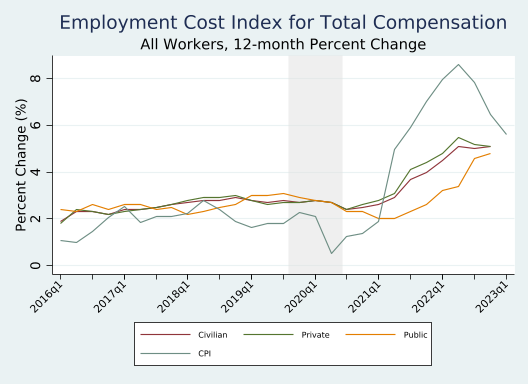 Employment Cost Index for Total Compensation
All Workers, 12-month Percent Change
Percent Change (%)
8
6
4
2
0
2016q1 2017q1 2018q1 2019q1 2020q1 2021q1 2022q1 2023q1
Civilian Private Public
CPI